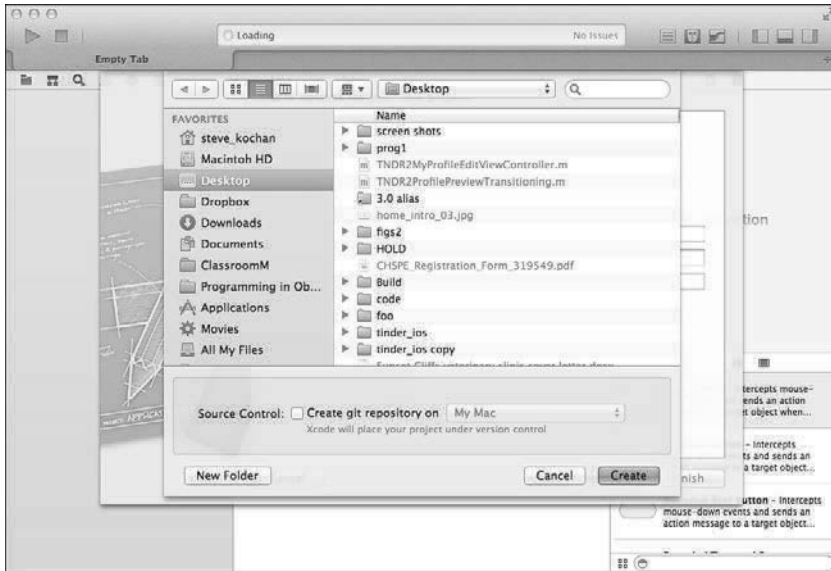 Loading
No Issues
Empty Tab
Desktop
FAVORITES
steve_kochan
Macintoh HD
Desktop
Dropbox
Downloads
Documents
ClassroomM
Programming in Ob...
Applications
Movies
All My Files
Name
screen shots
prog1
TNDR2MyProfileEditViewController.m
TNDR2ProfilePreviewTransitioning.m
3.0 alias
home_intro_03.jpg
figs2
HOLD
CHSPE_Registration_Form_319549.pdf
Build
code
foo
tinder_ios
tinder_ios copy
Source Control: Create git repository on My Mac
Xcode will place your project under version control
New Folder
Cancel
Create
tion
tercepts mouse-
ends an action
t object when...
- Intercepts
ts and sends an
a target object...
nish
utton - Intercepts
mouse-down events and sends an
action message to a target object...